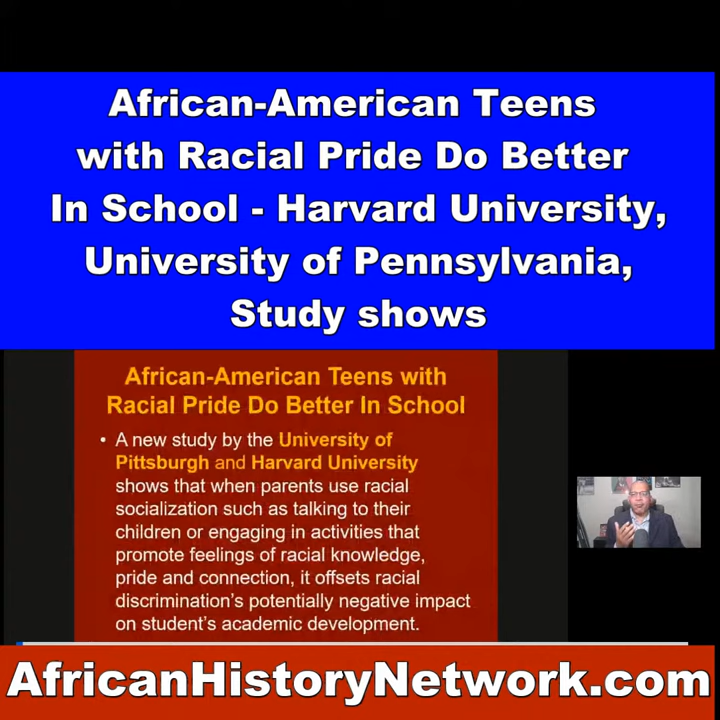 African-American Teens
with Racial Pride Do Better
In School - Harvard University,
University of Pennsylvania,
Study shows
African-American Teens with
Racial Pride Do Better In School
• A new study by the University of
Pittsburgh and Harvard University
shows that when parents use racial
socialization such as talking to their
children or engaging in activities that
promote feelings of racial knowledge,
pride and connection, it offsets racial
discrimination's potentially negative impact
on student's academic development.
AfricanHistoryNetwork.com